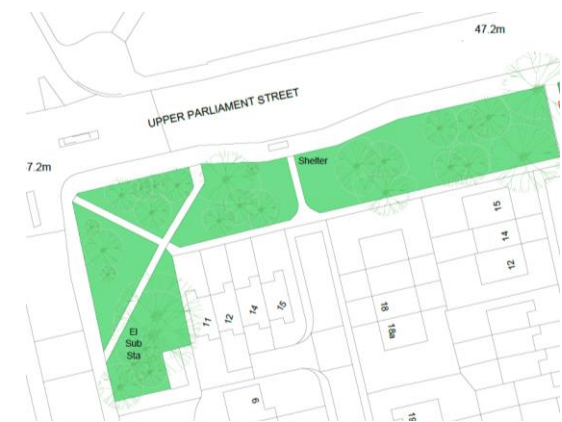 47.2m
UPPER PARLIAMENT STREET
7.2m
Shelter
15
14
12
11
12
14
15
18
18a
El
Sub
Sta
9